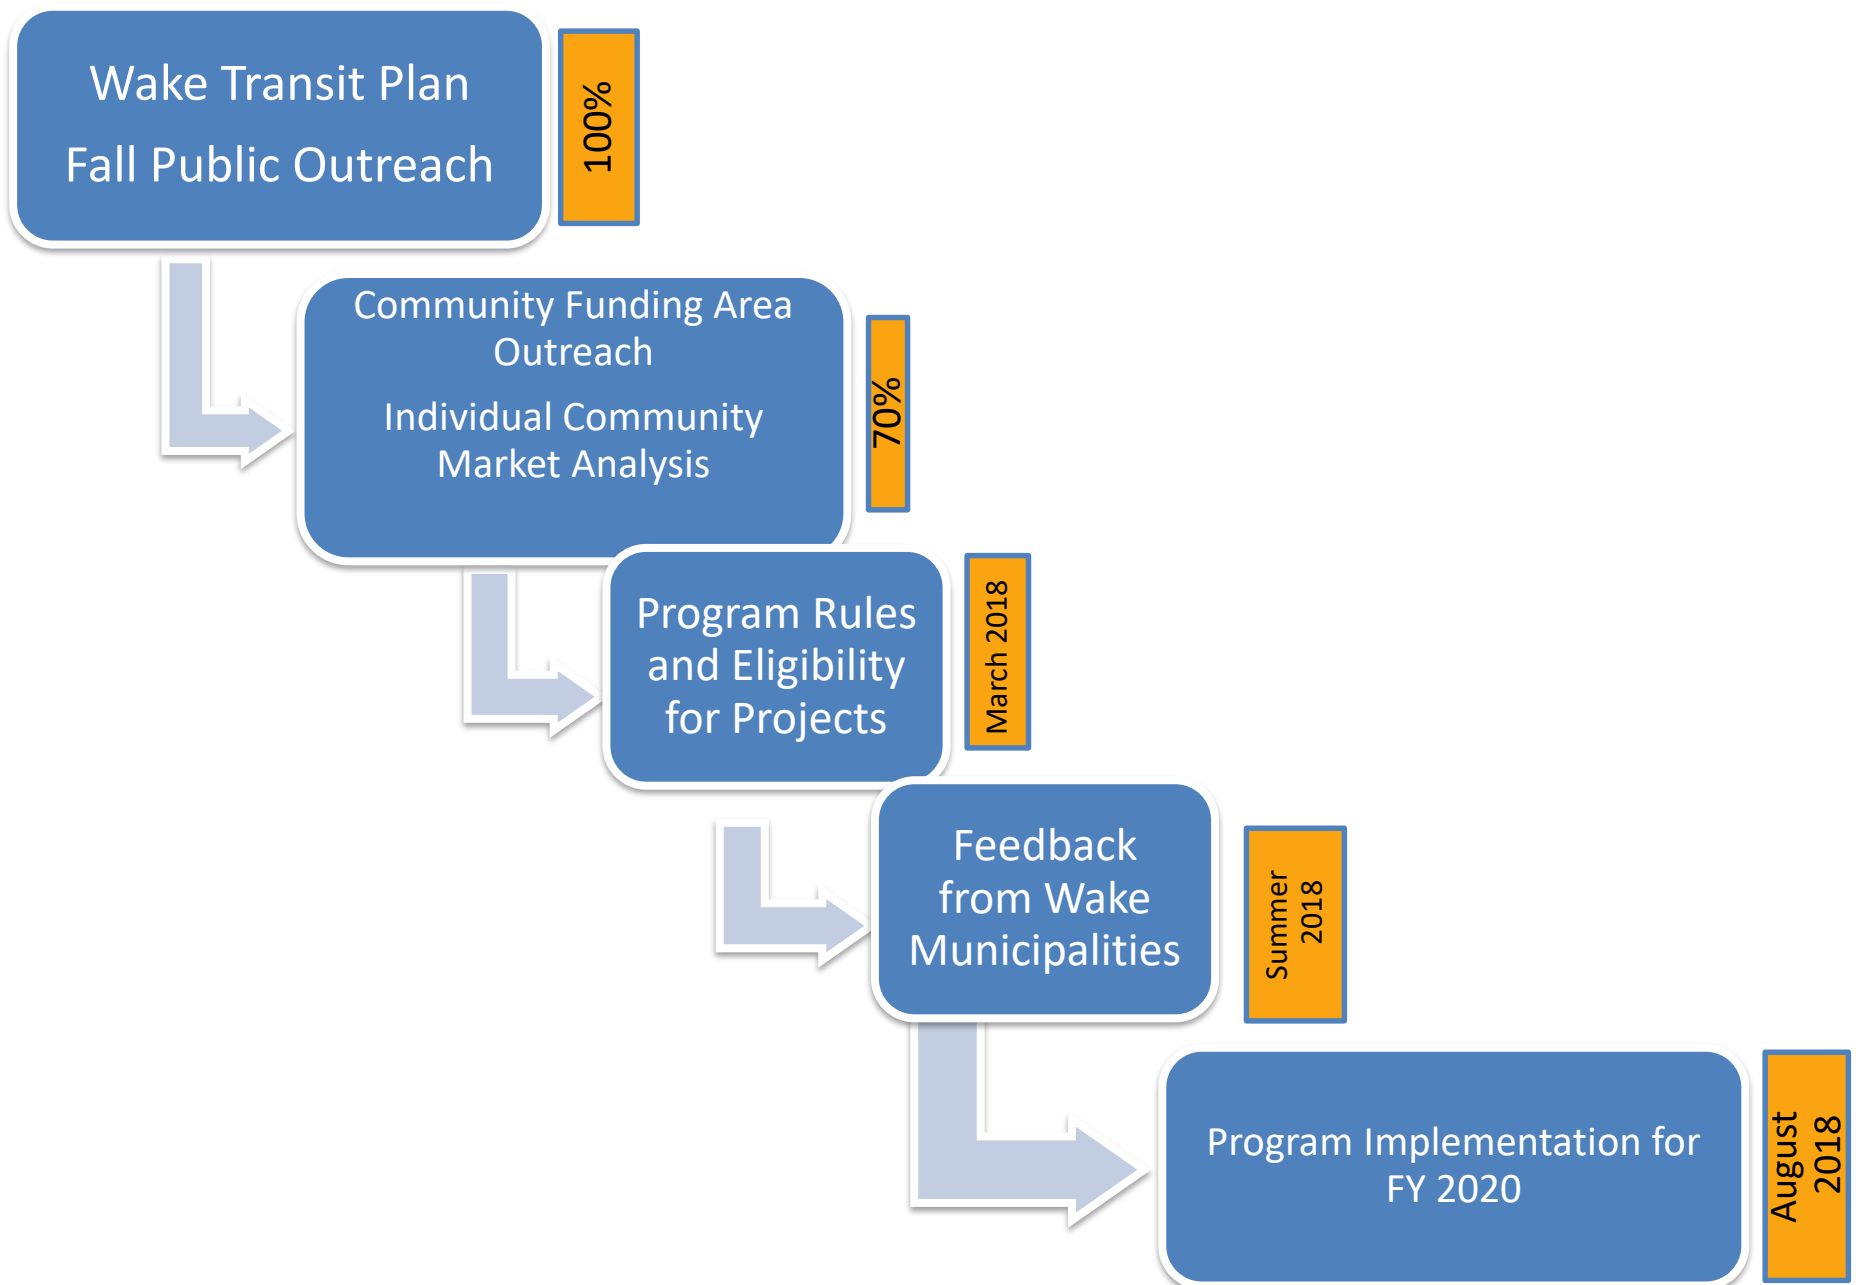 Wake Transit Plan
Fall Public Outreach
100%
Community Funding Area
Outreach
Individual Community
Market Analysis
70%
Program Rules
and Eligibility
for Projects
March 2018
Feedback
from Wake
Municipalities
Summer
2018
Program Implementation for
FY 2020
August
2018